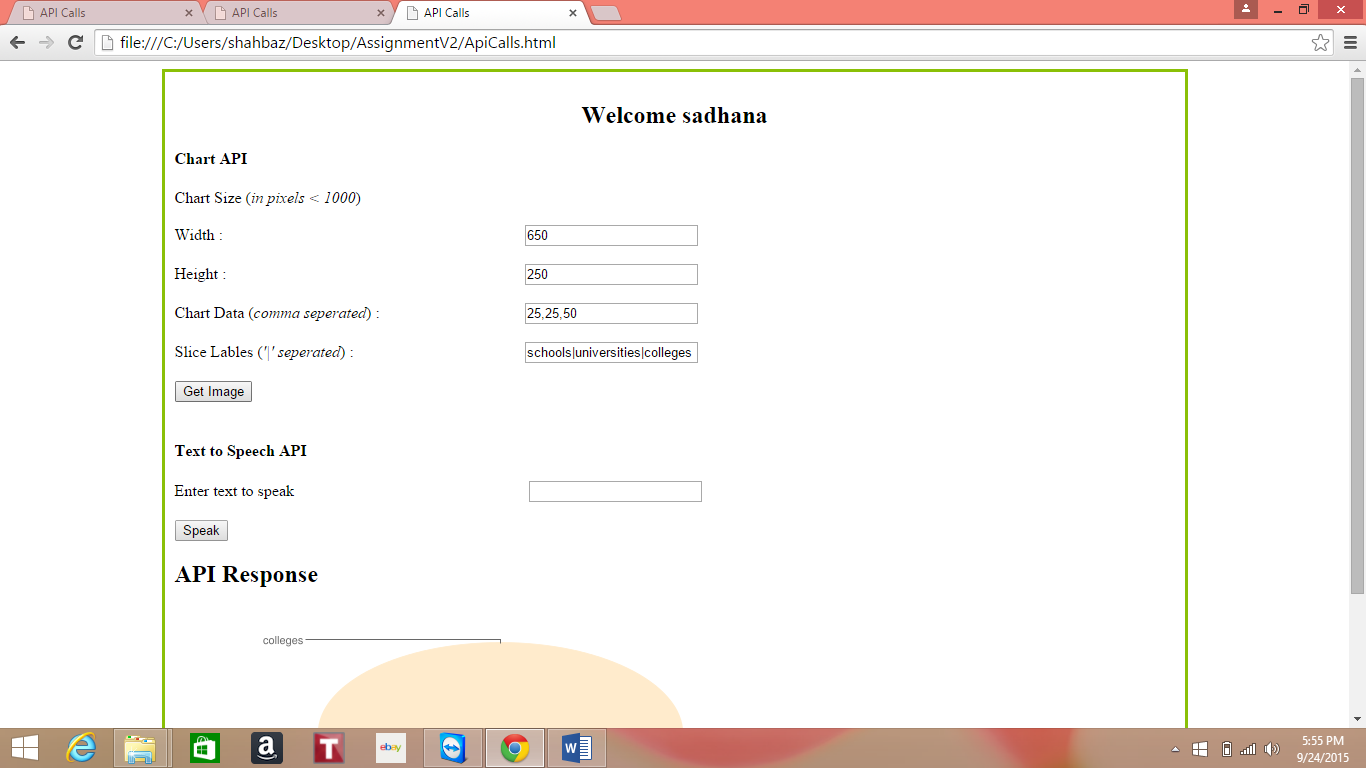 API Calls API Calls API Calls
file:///C:/Users/shahbaz/Desktop/AssignmentV2/ApiCalls.html
Welcome sadhana
Chart API
Chart Size (in pixels < 1000)
Width : 650
Height : 250
Chart Data (comma seperated) : 25,25,50
Slice Lables ('|' seperated) : schools|universities|colleges
Get Image
Text to Speech API
Enter text to speak
Speak
API Response
colleges
a T ebay W
5:55 PM
9/24/2015